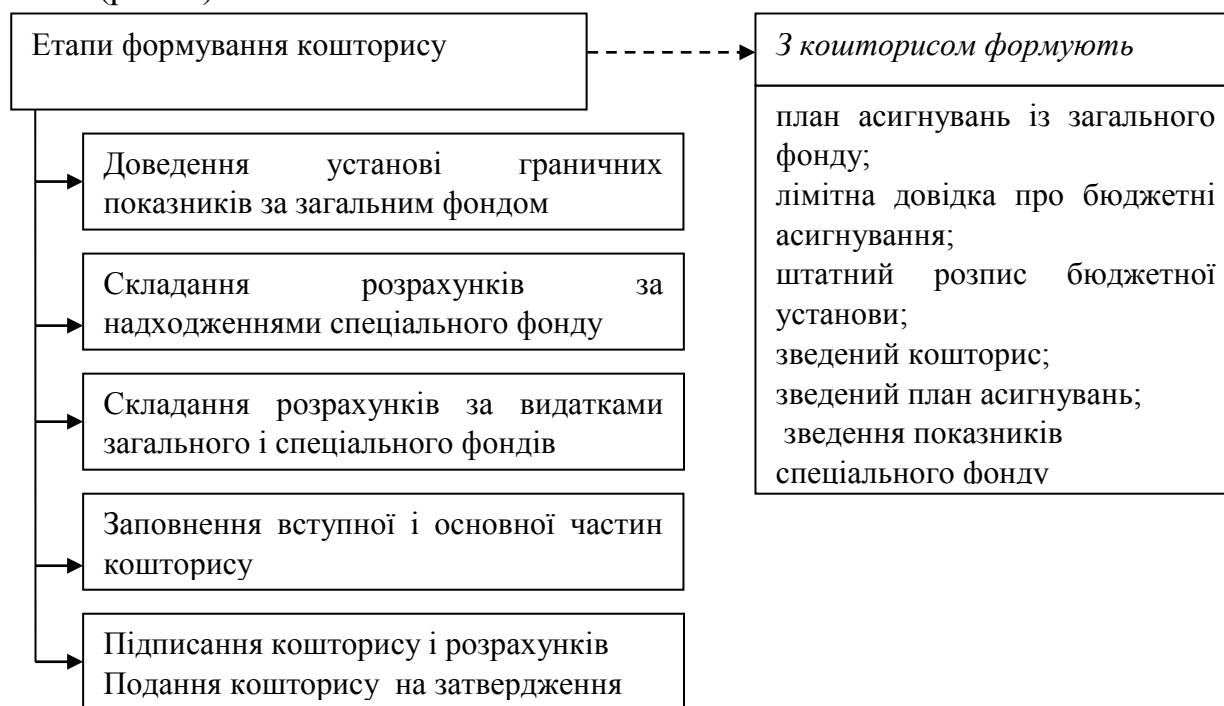 Етапи формування кошторису
Доведення установі граничних
показників за загальним фондом
Складання розрахунків за
надходженнями спеціального фонду
Складання розрахунків за видатками
загального і спеціального фондів
Заповнення вступної і основної частин
кошторису
Підписання кошторису і розрахунків
Подання кошторису на затвердження
З кошторисом формують
план асигнувань із загального
фонду;
лімітна довідка про бюджетні
асигнування;
штатний розпис бюджетної
установи;
зведений кошторис;
зведений план асигнувань;
зведення показників
спеціального фонду